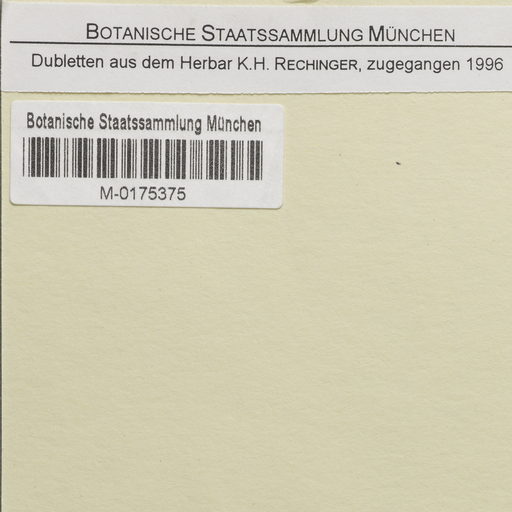 BOTANISCHE STAATSSAMMLUNG MÜNCHEN
Dubletten aus dem Herbar K.H. RECHINGER, zugegangen 1996
Botanische Staatssammlung München
M-0175375